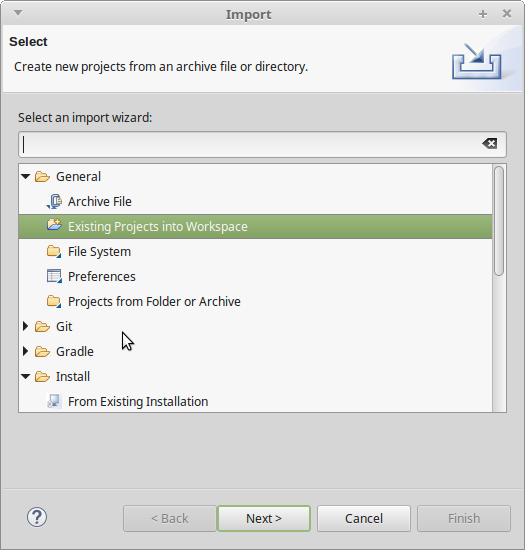 Import
Select
Create new projects from an archive file or directory.
Select an import wizard:
General
Archive File
Existing Projects into Workspace
File System
Preferences
Projects from Folder or Archive
Git
Gradle
Install
From Existing Installation
? < Back Next > Cancel Finish